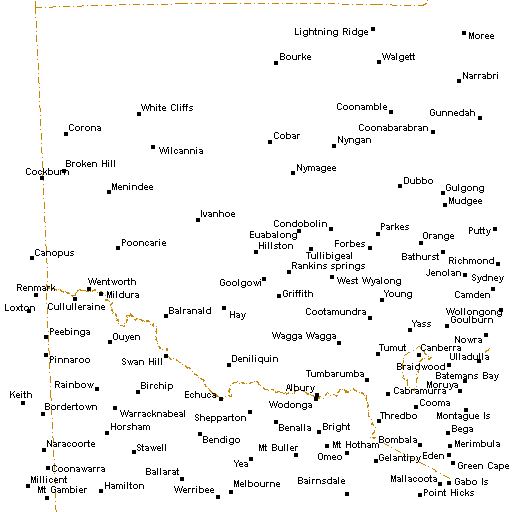 Lightning Ridge
Moree
Bourke
Walgett
Narrabri
White Cliffs
Coonamble
Gunnedah
Corona
Coonabarabran
Cobar
Nyngan
Wilcannia
Broken Hill
Cockburn
Nymagee
Menindee
Dubbo
Gulgong
Mudgee
Ivanhoe
Condobolin
Parkes
Putty
Euabalong
Orange
Pooncarie
Hillston
Forbes
Canopus
Tullibigeal
Bathurst
Richmond
Rankins springs
Jenolan
Goolgowi
West Wyalong
Sydney
Wentworth
Renmark
Mildura
Griffith
Young
Camden
Cullulleraine
Loxton
Balranald
Hay
Cootamundra
Wollongong
Goulburn
Yass
Peebinga
Ouyen
Wagga Wagga
Nowra
Pinnaroo
Swan Hill
Deniliquin
Tumut
Canberra
Ulladulla
Braidwood
Tumbarumba
Batemans Bay
Rainbow
Birchip
Albury
Moruya
Cabramurra
Keith
Echuca
Wodonga
Bordertown
Warracknabeal
Cooma
Shepparton
Thredbo
Montague Is
Horsham
Benalla
Bright
Bega
Naracoorte
Bendigo
Bombala
Stawell
Mt Buller
Mt Hotham
Merimbula
Omeo
Eden
Coonawarra
Yea
Gelantipy
Green Cape
Millicent
Ballarat
Bairnsdale
Mallacoota
Gabo Is
Mt Gambier
Hamilton
Werribee
Melbourne
Point Hicks